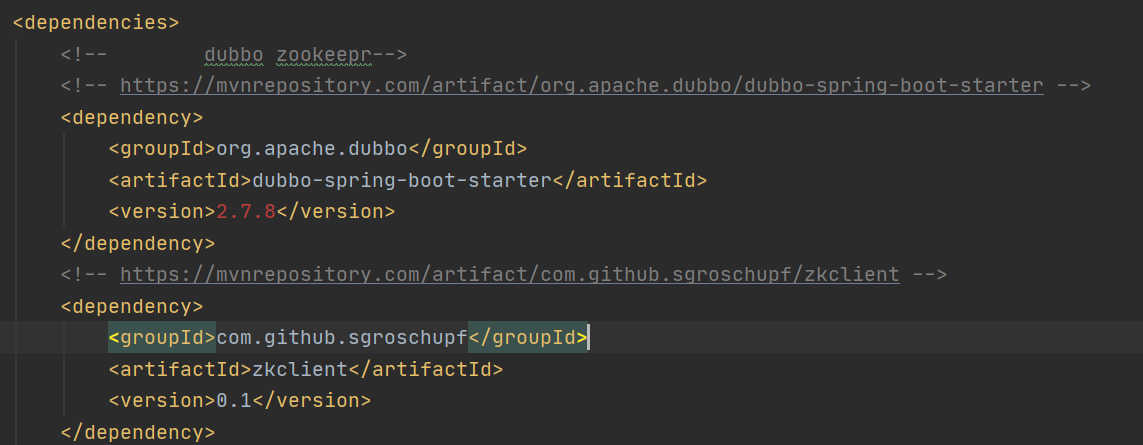 <dependencies>
<!-- dubbo zookeepr-->
<!-- https://mvnrepository.com/artifact/org.apache.dubbo/dubbo-spring-boot-starter -->
<dependency>
<groupId>org.apache.dubbo</groupId>
<artifactId>dubbo-spring-boot-starter</artifactId>
<version>2.7.8</version>
</dependency>
<!-- https://mvnrepository.com/artifact/com.github.sgroschupf/zkclient -->
<dependency>
<groupId>com.github.sgroschupf</groupId>
<artifactId>zkclient</artifactId>
<version>0.1</version>
</dependency>